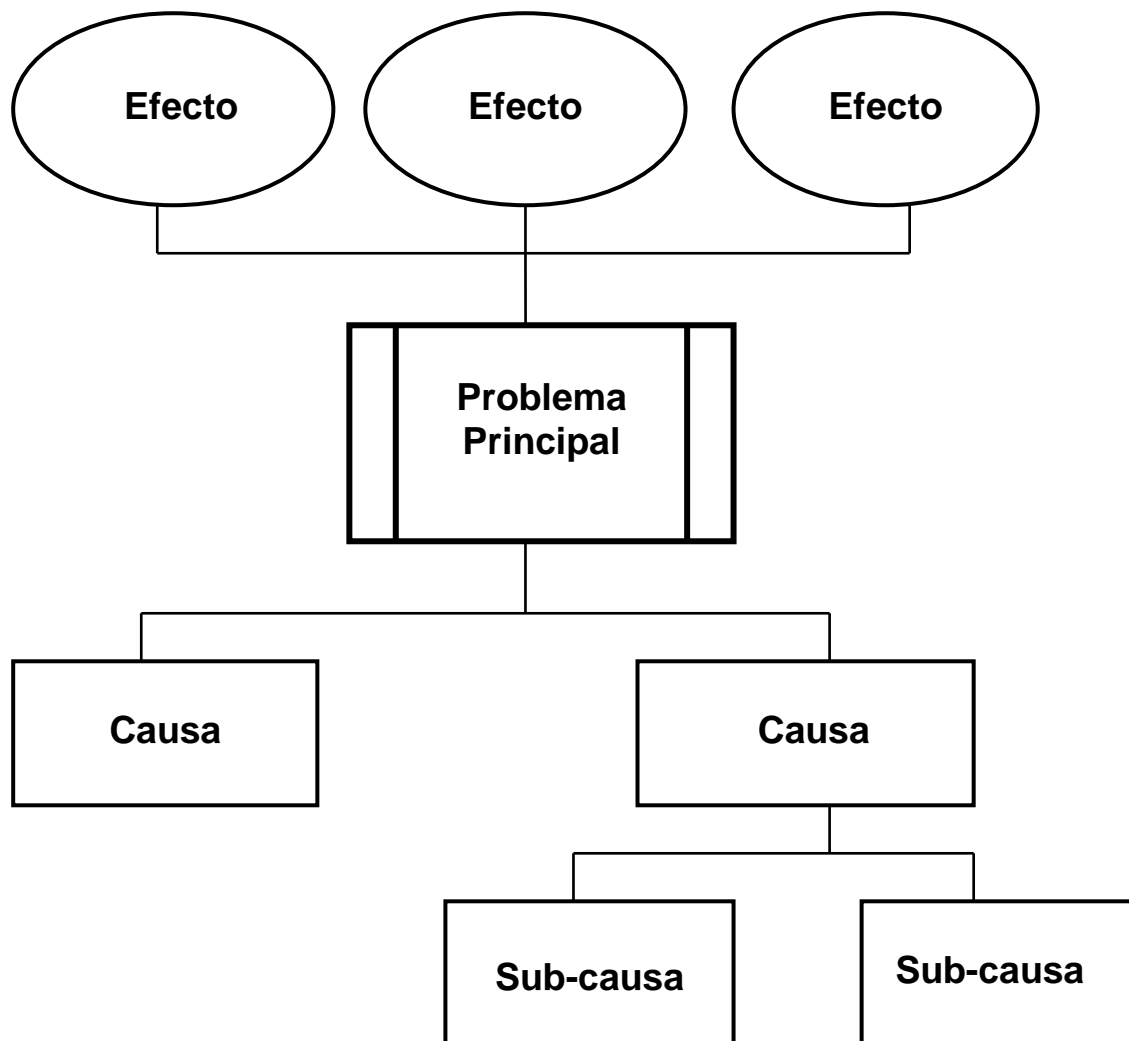 Efecto
Efecto
Efecto
Problema
Principal
Causa
Causa
Sub-causa
Sub-causa